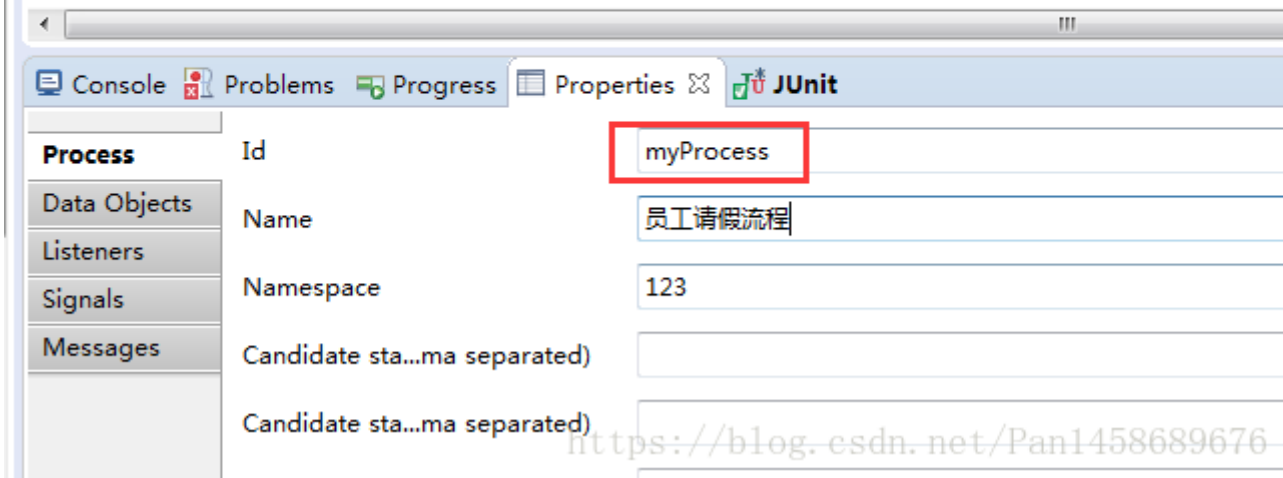 Console Problems Progress Properties JUnit
Process
Data Objects
Listeners
Signals
Messages
Id myProcess
Name 员工请假流程
Namespace 123
Candidate sta...ma separated)
Candidate sta...ma separated)
https://blog.csdn.net/Pan1458689676